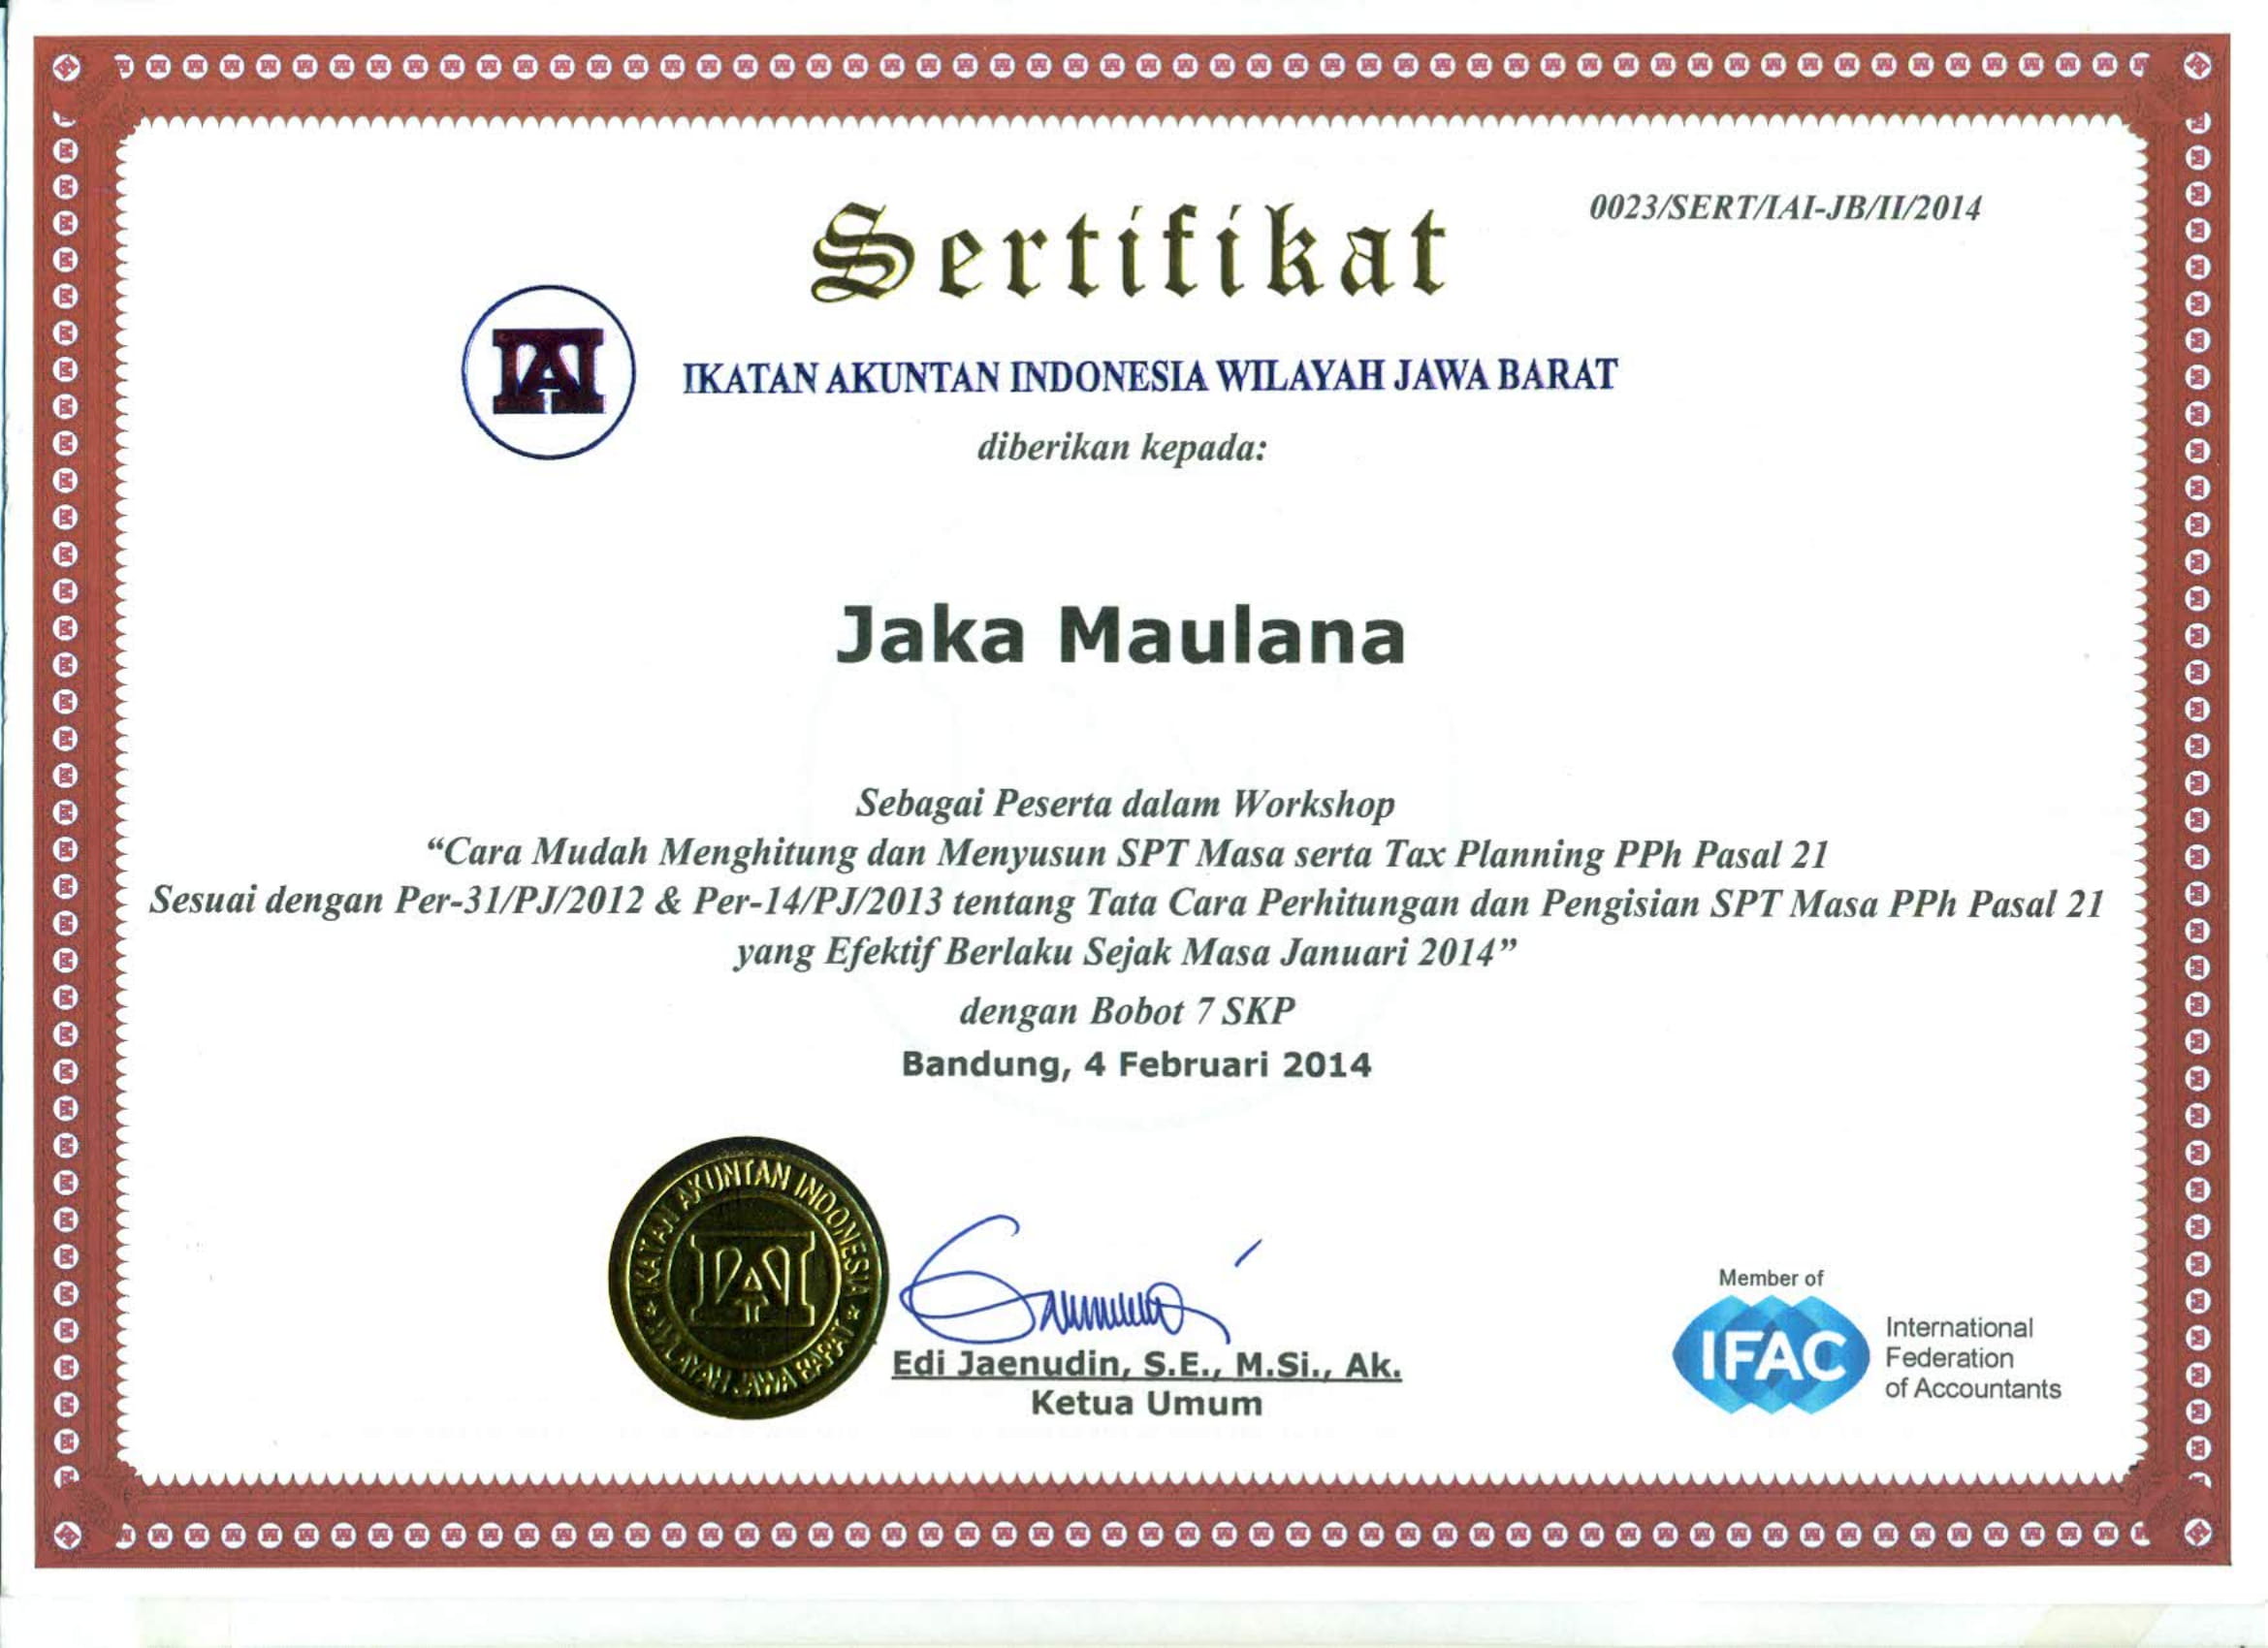 0023/SERT/IAI-JB/II/2014
Sertifikat
IAI
IKATAN AKUNTAN INDONESIA WILAYAH JAWA BARAT
diberikan kepada:
Jaka Maulana
Sebagai Peserta dalam Workshop
“Cara Mudah Menghitung dan Menyusun SPT Masa serta Tax Planning PPh Pasal 21
Sesuai dengan Per-31/PJ/2012 & Per-14/PJ/2013 tentang Tata Cara Perhitungan dan Pengisian SPT Masa PPh Pasal 21
yang Efektif Berlaku Sejak Masa Januari 2014”
dengan Bobot 7 SKP
Bandung, 4 Februari 2014
IKATAN AKUNTAN INDONESIA
WILAYAH JAWA BARAT
IAI
Edi Jaenudin, S.E., M.Si., Ak.
Ketua Umum
Member of
IFAC
International
Federation
of Accountants